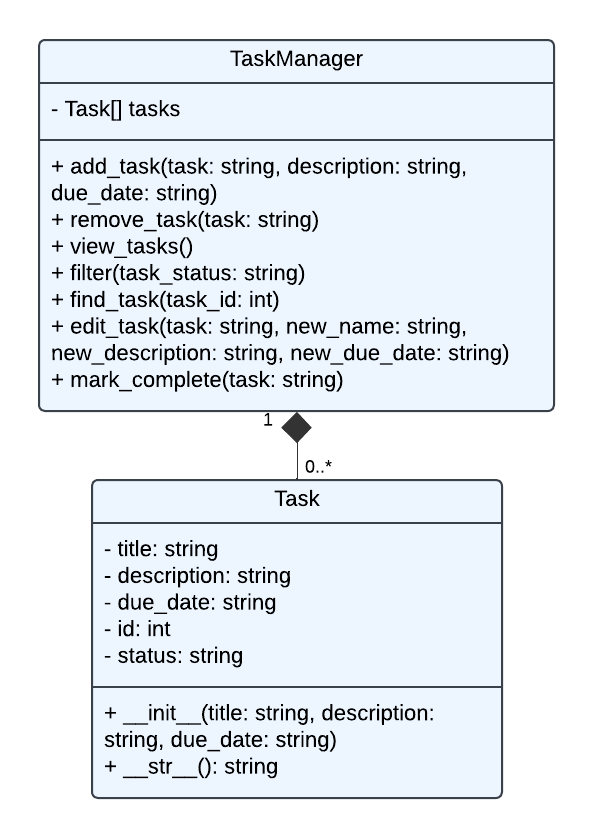 TaskManager
- Task[] tasks
+ add_task(task: string, description: string,
due_date: string)
+ remove_task(task: string)
+ view_tasks()
+ filter(task_status: string)
+ find_task(task_id: int)
+ edit_task(task: string, new_name: string,
new_description: string, new_due_date: string)
+ mark_complete(task: string)
1
0..*
Task
- title: string
- description: string
- due_date: string
- id: int
- status: string
+ __init__(title: string, description:
string, due_date: string)
+ __str__(): string